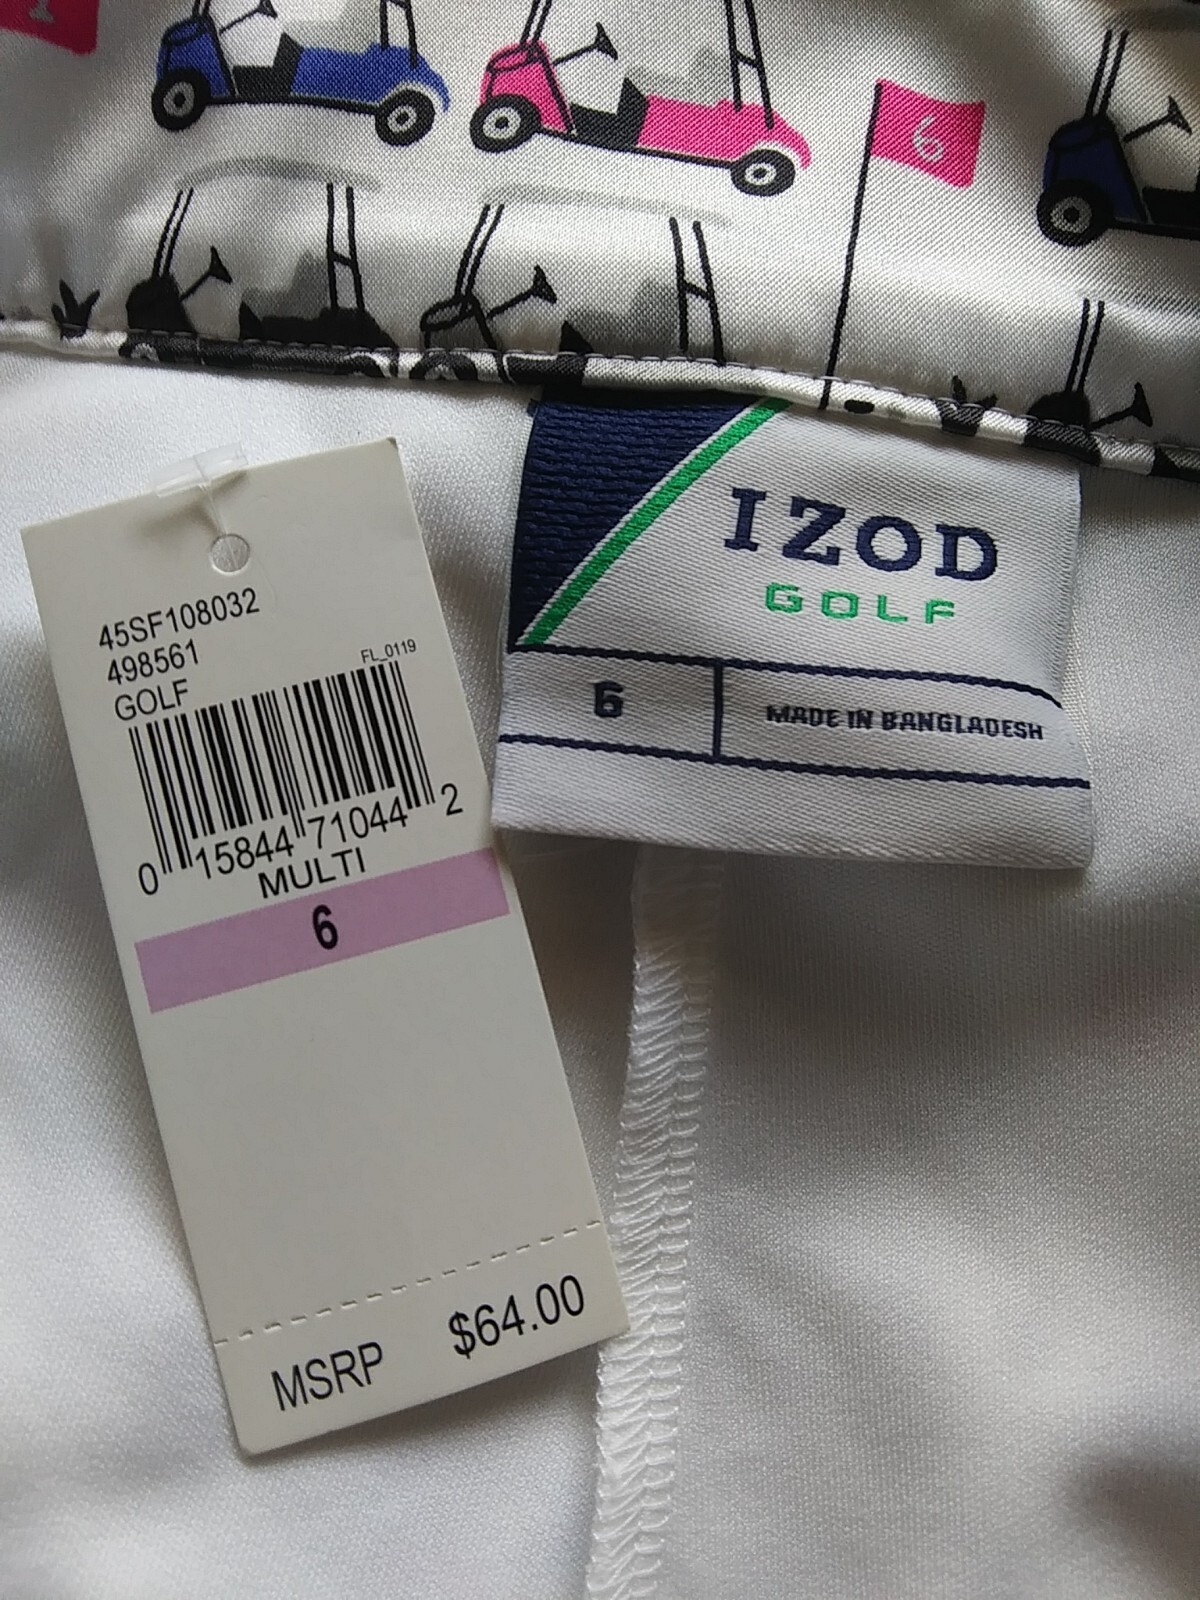 6
IZOD
GOLF
6
MADE IN BANGLADESH
45SF108032
498561
FL_0119
GOLF
0 15844 71044 2
MULTI
6
MSRP $64.00